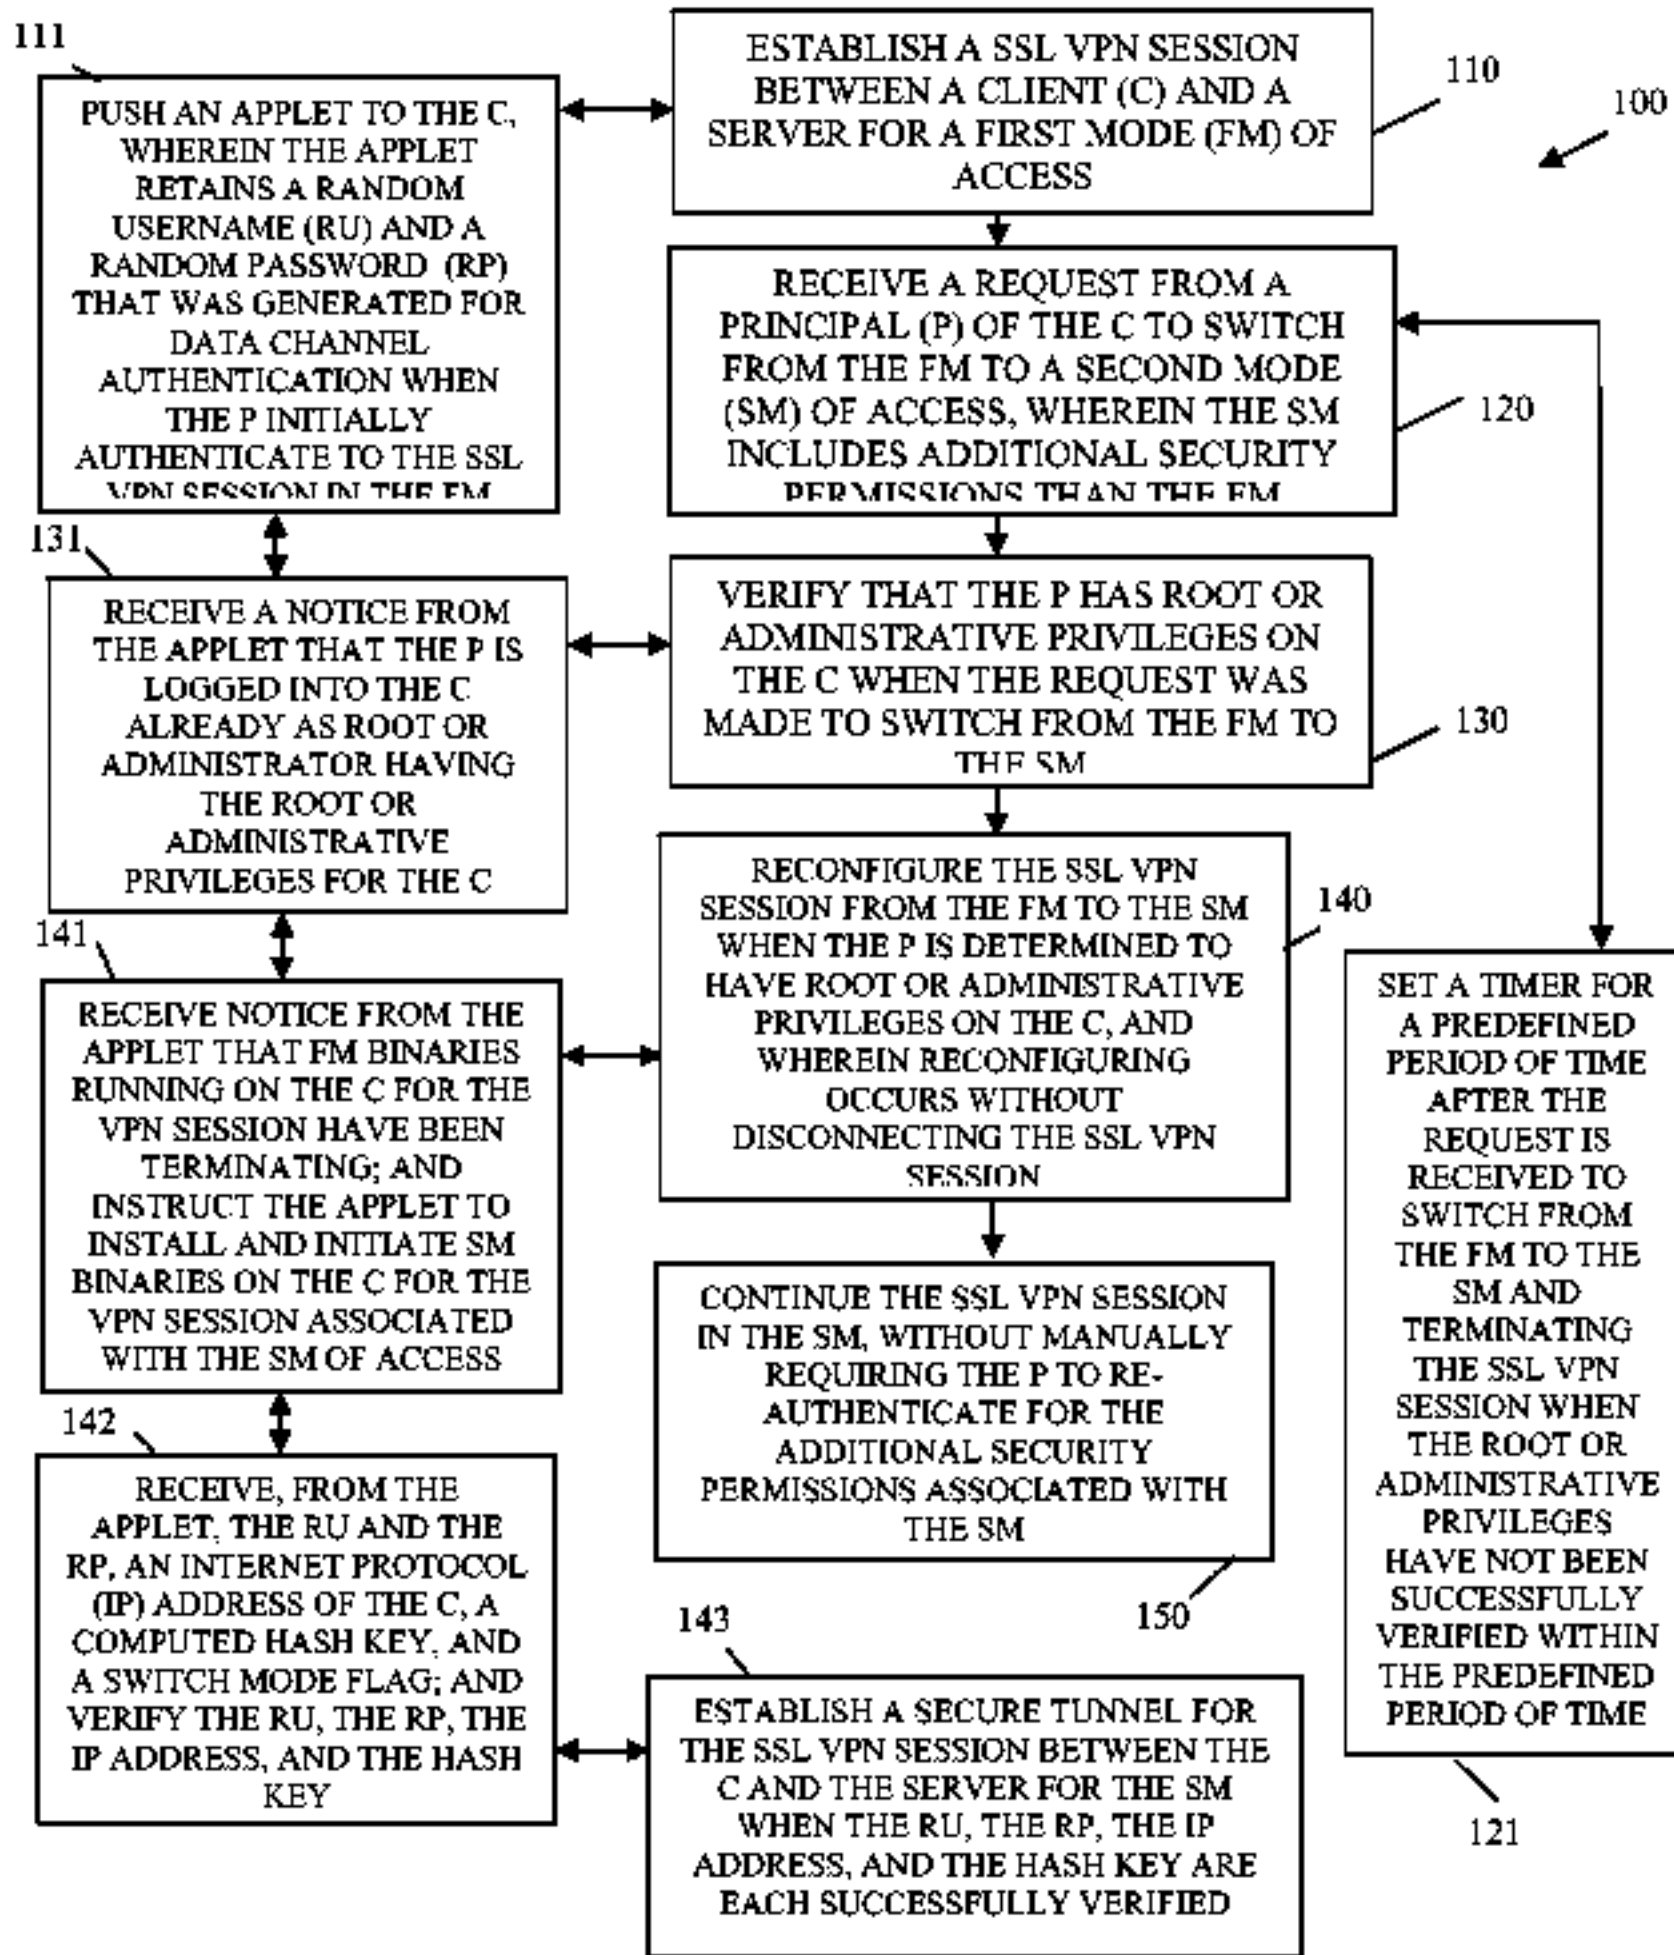 111
PUSH AN APPLET TO THE C,
WHEREIN THE APPLET
RETAINS A RANDOM
USERNAME (RU) AND A
RANDOM PASSWORD (RP)
THAT WAS GENERATED FOR
DATA CHANNEL
AUTHENTICATION WHEN
THE P INITIALLY
AUTHENTICATE TO THE SSL
VPN SESSION IN THE FM
ESTABLISH A SSL VPN SESSION
BETWEEN A CLIENT (C) AND A
SERVER FOR A FIRST MODE (FM) OF
ACCESS
110
100
RECEIVE A REQUEST FROM A
PRINCIPAL (P) OF THE C TO SWITCH
FROM THE FM TO A SECOND MODE
(SM) OF ACCESS, WHEREIN THE SM
INCLUDES ADDITIONAL SECURITY
PERMISSIONS THAN THE FM
120
131
RECEIVE A NOTICE FROM
THE APPLET THAT THE P IS
LOGGED INTO THE C
ALREADY AS ROOT OR
ADMINISTRATOR HAVING
THE ROOT OR
ADMINISTRATIVE
PRIVILEGES FOR THE C
VERIFY THAT THE P HAS ROOT OR
ADMINISTRATIVE PRIVILEGES ON
THE C WHEN THE REQUEST WAS
MADE TO SWITCH FROM THE FM TO
THE SM
130
141
RECEIVE NOTICE FROM THE
APPLET THAT FM BINARIES
RUNNING ON THE C FOR THE
VPN SESSION HAVE BEEN
TERMINATING; AND
INSTRUCT THE APPLET TO
INSTALL AND INITIATE SM
BINARIES ON THE C FOR THE
VPN SESSION ASSOCIATED
WITH THE SM OF ACCESS
RECONFIGURE THE SSL VPN
SESSION FROM THE FM TO THE SM
WHEN THE P IS DETERMINED TO
HAVE ROOT OR ADMINISTRATIVE
PRIVILEGES ON THE C, AND
WHEREIN RECONFIGURING
OCCURS WITHOUT
DISCONNECTING THE SSL VPN
SESSION
140
SET A TIMER FOR
A PREDEFINED
PERIOD OF TIME
AFTER THE
REQUEST IS
RECEIVED TO
SWITCH FROM
THE FM TO THE
SM AND
TERMINATING
THE SSL VPN
SESSION WHEN
THE ROOT OR
ADMINISTRATIVE
PRIVILEGES
HAVE NOT BEEN
SUCCESSFULLY
VERIFIED WITHIN
THE PREDEFINED
PERIOD OF TIME
121
CONTINUE THE SSL VPN SESSION
IN THE SM, WITHOUT MANUALLY
REQUIRING THE P TO RE-
AUTHENTICATE FOR THE
ADDITIONAL SECURITY
PERMISSIONS ASSOCIATED WITH
THE SM
150
142
RECEIVE, FROM THE
APPLET, THE RU AND THE
RP, AN INTERNET PROTOCOL
(IP) ADDRESS OF THE C, A
COMPUTED HASH KEY, AND
A SWITCH MODE FLAG; AND
VERIFY THE RU, THE RP, THE
IP ADDRESS, AND THE HASH
KEY
143
ESTABLISH A SECURE TUNNEL FOR
THE SSL VPN SESSION BETWEEN THE
C AND THE SERVER FOR THE SM
WHEN THE RU, THE RP, THE IP
ADDRESS, AND THE HASH KEY ARE
EACH SUCCESSFULLY VERIFIED